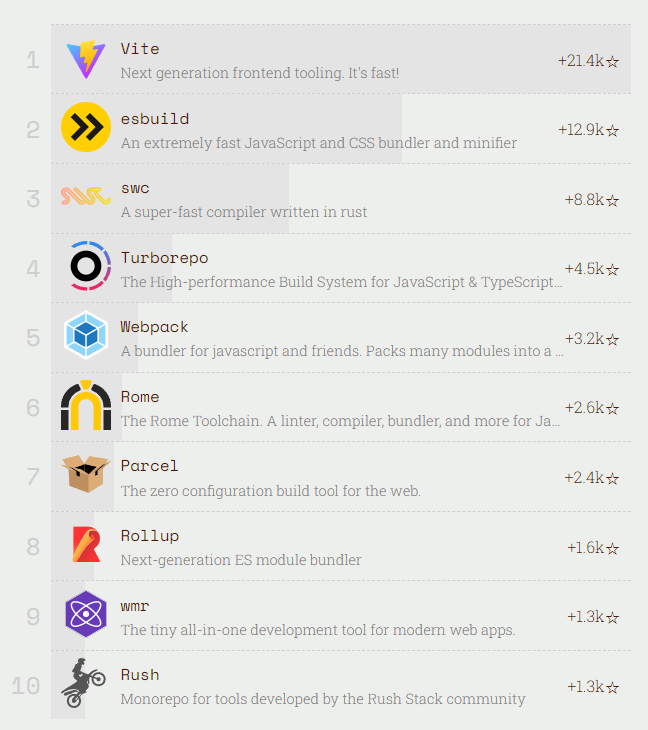 1
Vite
Next generation frontend tooling. It's fast!
+21.4k☆
2
esbuild
An extremely fast JavaScript and CSS bundler and minifier
+12.9k☆
3
swc
A super-fast compiler written in rust
+8.8k☆
4
Turborepo
The High-performance Build System for JavaScript & TypeScript...
+4.5k☆
5
Webpack
A bundler for javascript and friends. Packs many modules into a ...
+3.2k☆
6
Rome
The Rome Toolchain. A linter, compiler, bundler, and more for Ja...
+2.6k☆
7
Parcel
The zero configuration build tool for the web.
+2.4k☆
8
Rollup
Next-generation ES module bundler
+1.6k☆
9
wmr
The tiny all-in-one development tool for modern web apps.
+1.3k☆
10
Rush
Monorepo for tools developed by the Rush Stack community
+1.3k☆